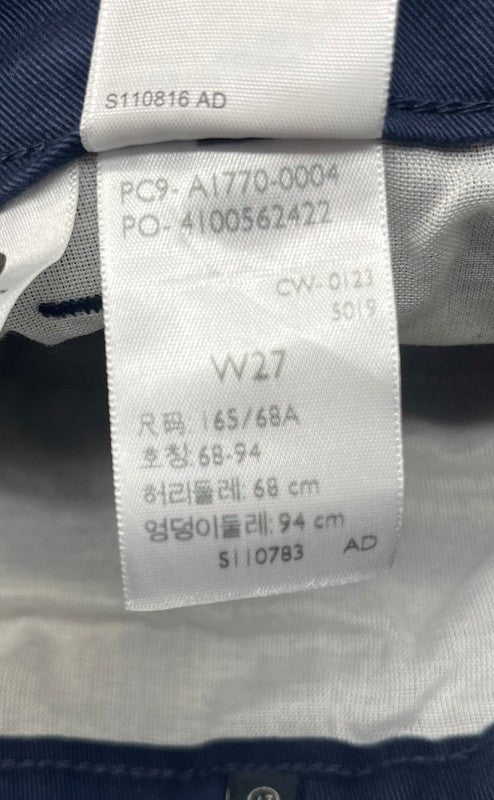 S110816 AD
PC9- A1770-0004
PO- 4100562422
CW- 0123
S019
W27
尺码 165/68A
호칭 68-94
허리둘레: 68 cm
엉덩이둘레: 94 cm
S110783 AD